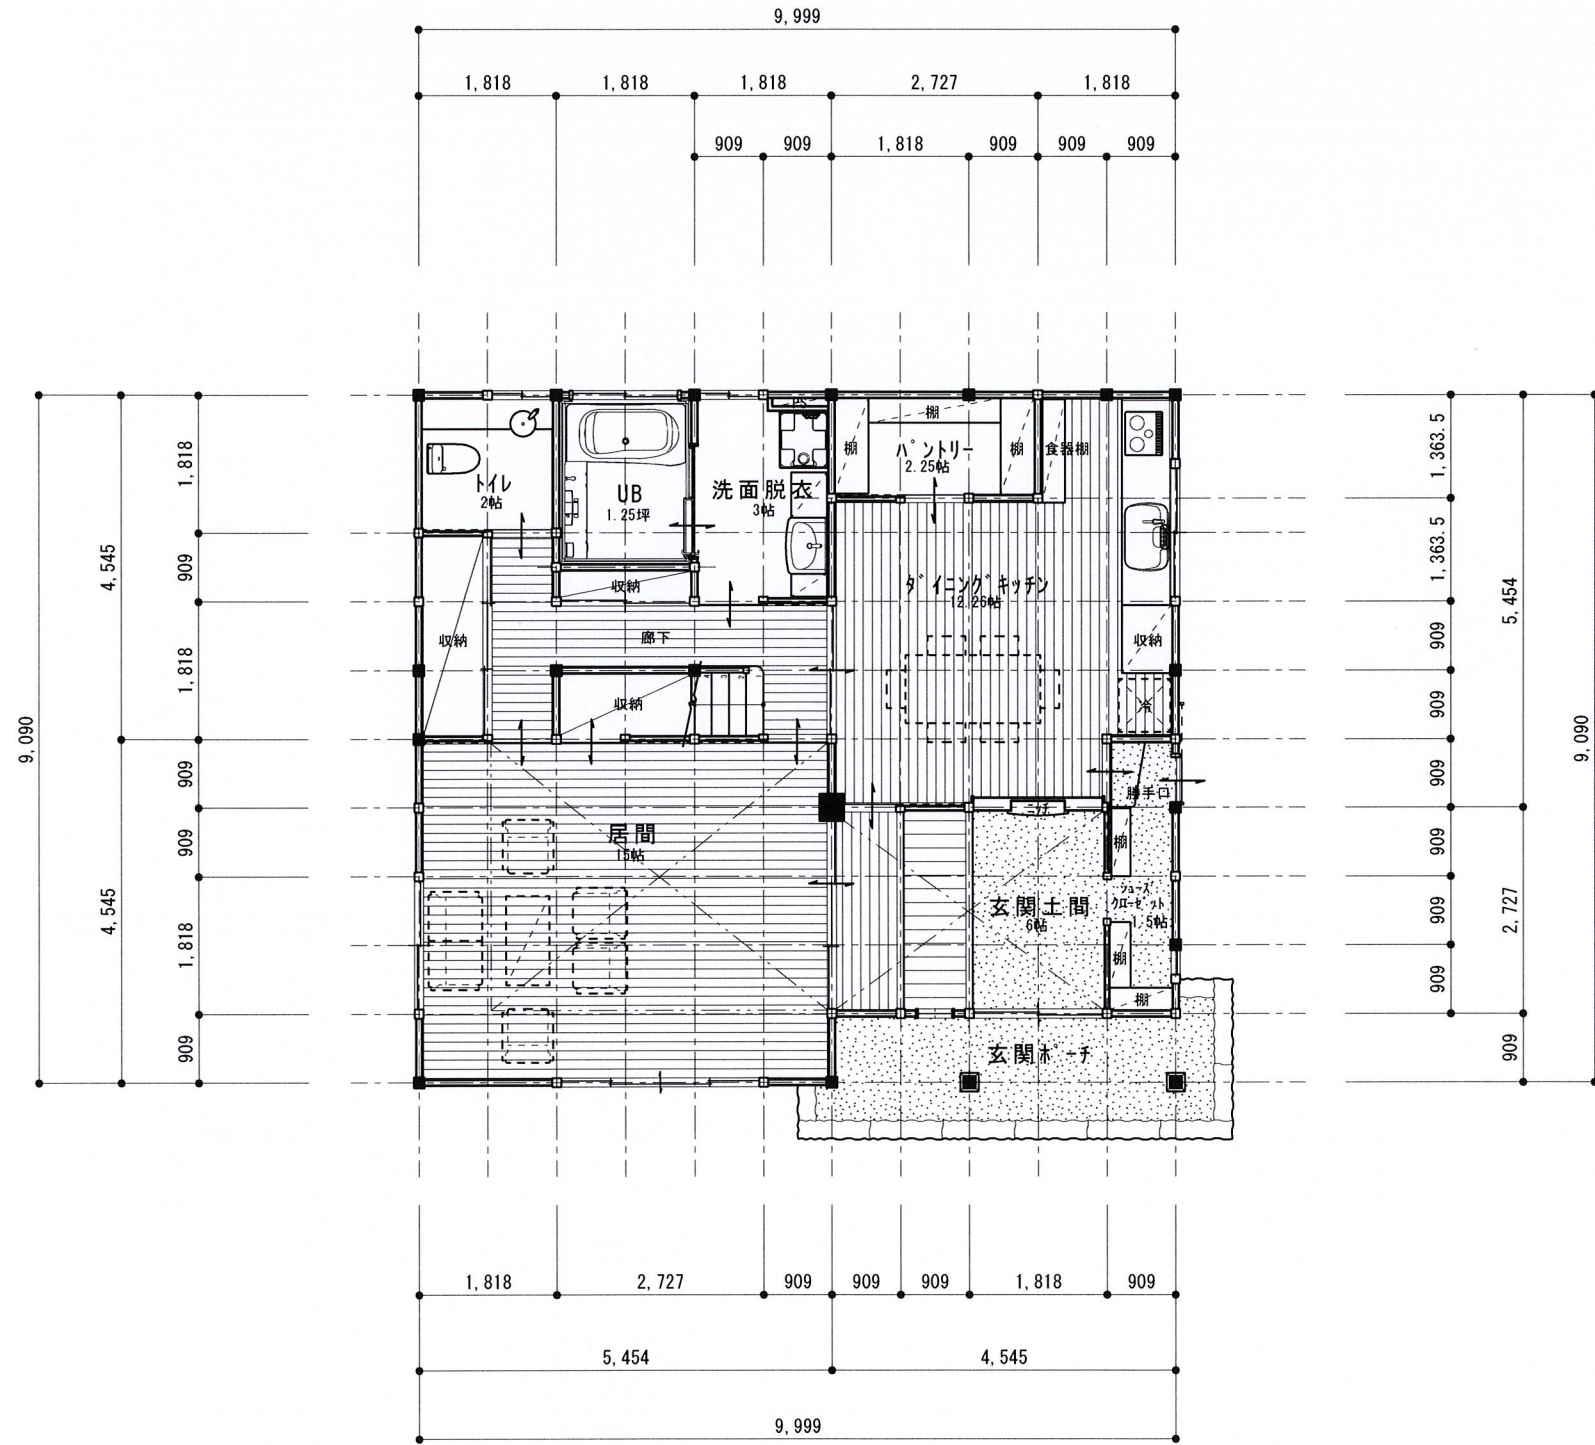 9,999
1,818
1,818
1,818
2,727
1,818
909
909
1,818
909
909
909
9,090
4,545
4,545
1,818
909
1,818
909
909
1,818
909
1,363.5
1,363.5
909
909
909
909
909
909
5,454
2,727
909
9,090
PS
棚
棚
パントリー
2.25帖
棚
食器棚
トイレ
2帖
UB
1.25坪
洗面脱衣
3帖
収納
ダイニングキッチン
12.26帖
収納
廊下
収納
収納
4
3
2
1
冷
勝手口
居間
15帖
ニッチ
棚
シューズ
クローゼット
1.5帖
玄関土間
6帖
棚
棚
玄関ポーチ
1,818
2,727
909
909
909
1,818
909
5,454
4,545
9,999